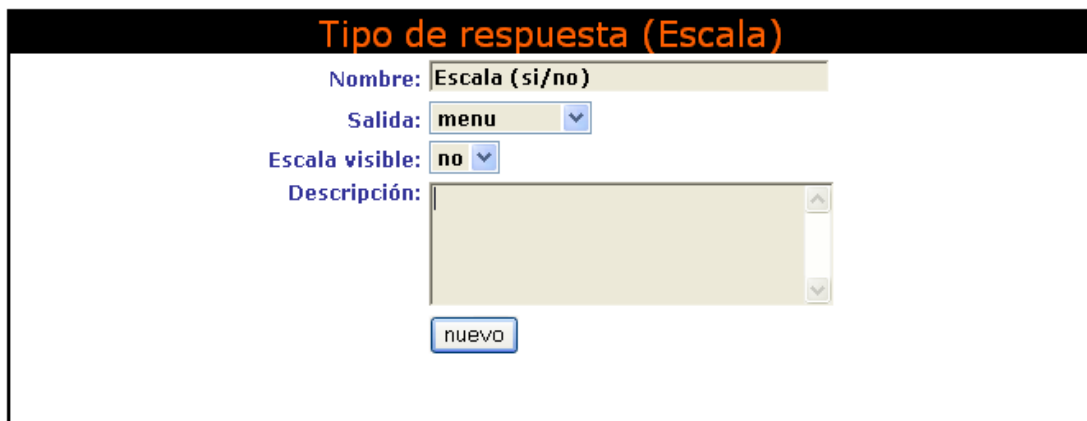 Tipo de respuesta (Escala)
Nombre: Escala (si/no)
Salida: menu
Escala visible: no
Descripción:
nuevo